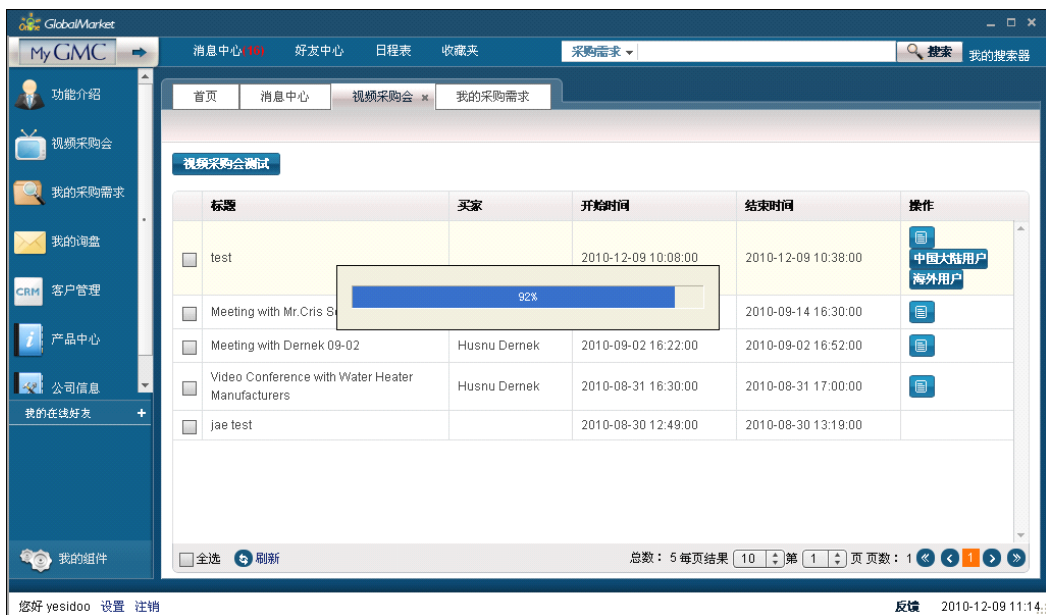 GlobalMarket
My GMC 消息中心(16) 好友中心 日程表 收藏夹 采购需求 搜索 我的搜索器
功能介绍
视频采购会
我的采购需求
我的询盘
CRM 客户管理
产品中心
公司信息
我的在线好友 +
我的组件
首页 消息中心 视频采购会 × 我的采购需求
视频采购会测试
标题 买家 开始时间 结束时间 操作
test 2010-12-09 10:08:00 2010-12-09 10:38:00 中国大陆用户
海外用户
92%
Meeting with Mr.Cris 2010-09-14 16:30:00
Meeting with Dernek 09-02 Husnu Dernek 2010-09-02 16:22:00 2010-09-02 16:52:00
Video Conference with Water Heater
Manufacturers Husnu Dernek 2010-08-31 16:30:00 2010-08-31 17:00:00
jae test 2010-08-30 12:49:00 2010-08-30 13:19:00
全选 刷新 总数： 5 每页结果 10 第 1 页 页数： 1 1
您好 yesidoo 设置 注销 反馈 2010-12-09 11:14